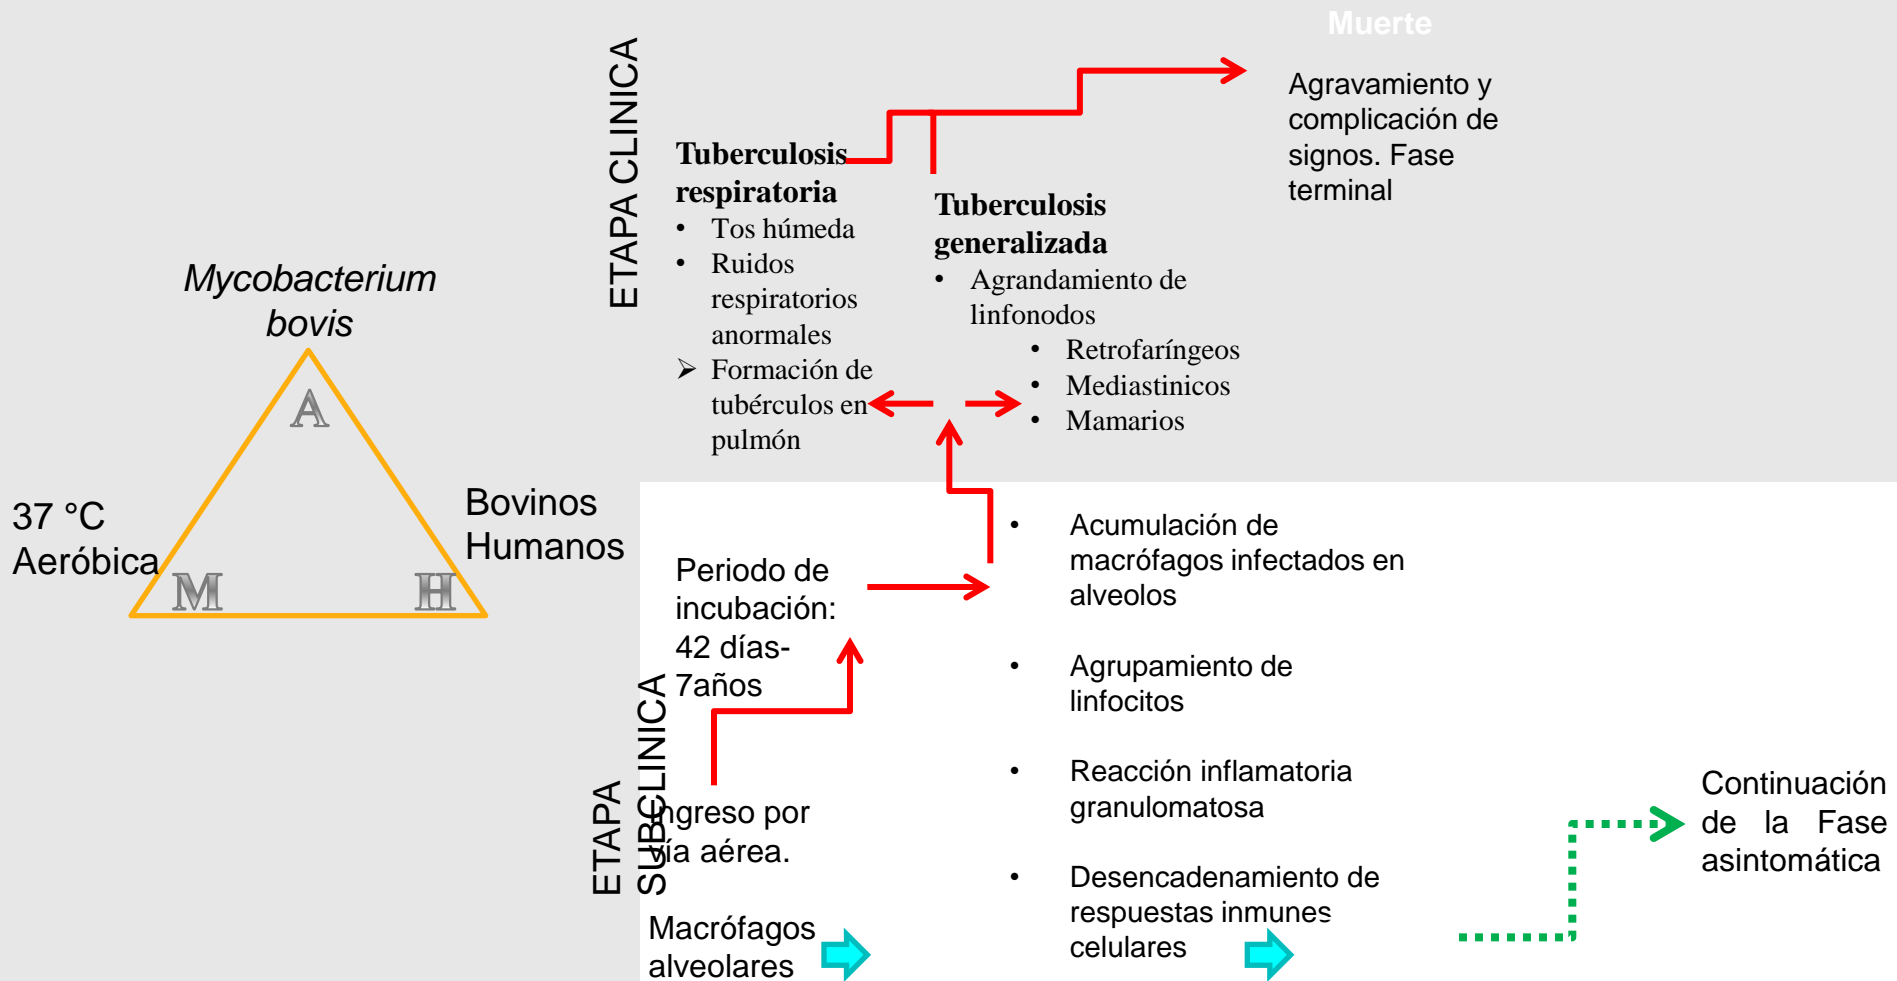 Mycobacterium
bovis
A
37 °C
Aeróbica
M
H
Bovinos
Humanos
ETAPA CLINICA
Muerte
Agravamiento y
complicación de
signos. Fase
terminal
Tuberculosis
respiratoria
• Tos húmeda
• Ruidos
respiratorios
anormales
➢ Formación de
tubérculos en
pulmón
Tuberculosis
generalizada
• Agrandamiento de
linfonodos
• Retrofaríngeos
• Mediastinicos
• Mamarios
ETAPA
SUBCLINICA
Periodo de
incubación:
42 días-
7años
Ingreso por
vía aérea.
Macrófagos
alveolares
• Acumulación de
macrófagos infectados en
alveolos
• Agrupamiento de
linfocitos
• Reacción inflamatoria
granulomatosa
• Desencadenamiento de
respuestas inmunes
celulares
Continuación
de la Fase
asintomática